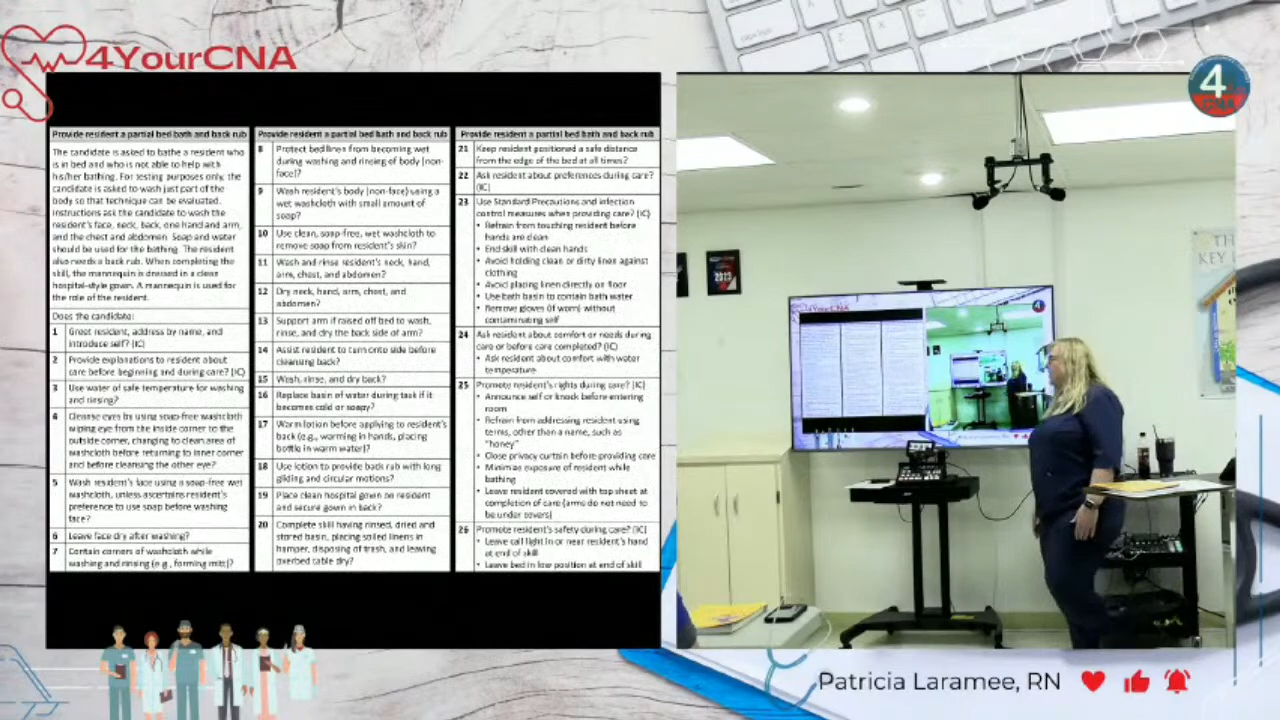 4YourCNA
Provide resident a partial bed bath and back rub
The candidate is asked to bathe a resident who
is in bed and who is not able to help with
his/her bathing. For testing purposes only, the
candidate is asked to wash just part of the
body so that technique can be evaluated.
Instructions ask the candidate to wash the
resident's face, neck, back, one hand and arm,
and the chest and abdomen. Soap and water
should be used for the bathing. The resident
also needs a back rub. When completing the
skill, the mannequin is dressed in a clean
hospital-style gown. A mannequin is used for
the role of the resident.
Does the candidate:
1 Greet resident, address by name, and
introduce self? (IC)
2 Provide explanations to resident about
care before beginning and during care? (IC)
3 Use water of safe temperature for washing
and rinsing?
4 Cleanse eyes by using soap-free washcloth
wiping eye from the inside corner to the
outside corner, changing to clean area of
washcloth before returning to inner corner
and before cleansing the other eye?
5 Wash resident's face using a soap-free wet
washcloth, unless ascertains resident's
preference to use soap before washing
face?
6 Leave face dry after washing?
7 Contain corners of washcloth while
washing and rinsing (e.g., forming mitt)?
Provide resident a partial bed bath and back rub
8 Protect bed linen from becoming wet
during washing and rinsing of body (non-
face)?
9 Wash resident's body (non-face) using a
wet washcloth with small amount of
soap?
10 Use clean, soap-free, wet washcloth to
remove soap from resident's skin?
11 Wash and rinse resident's neck, hand,
arm, chest, and abdomen?
12 Dry neck, hand, arm, chest, and
abdomen?
13 Support arm if raised off bed to wash,
rinse, and dry the back side of arm?
14 Assist resident to turn onto side before
cleansing back?
15 Wash, rinse, and dry back?
16 Replace basin of water during task if it
becomes cold or soapy?
17 Warm lotion before applying to resident's
back (e.g., warming in hands, placing
bottle in warm water)?
18 Use lotion to provide back rub with long
gliding and circular motions?
19 Place clean hospital gown on resident
and secure gown in back?
20 Complete skill having rinsed, dried and
stored basin, placing soiled linens in
hamper, disposing of trash, and leaving
overbed table dry?
Provide resident a partial bed bath and back rub
21 Keep resident positioned a safe distance
from the edge of the bed at all times?
22 Ask resident about preferences during care?
(IC)
23 Use Standard Precautions and infection
control measures when providing care? (IC)
• Refrain from touching resident before
hands are clean
• End skill with clean hands
• Avoid holding clean or dirty linen against
clothing
• Avoid placing linen directly on floor
• Use bath basin to contain bath water
• Remove gloves (if worn) without
contaminating self
24 Ask resident about comfort or needs during
care or before care completed? (IC)
• Ask resident about comfort with water
temperature
25 Promote resident's rights during care? (IC)
• Announce self or knock before entering
room
• Refrain from addressing resident using
terms, other than a name, such as
"honey"
• Close privacy curtain before providing care
• Minimize exposure of resident while
bathing
• Leave resident covered with top sheet at
completion of care (arms do not need to
be under covers)
26 Promote resident's safety during care? (IC)
• Leave call light in or near resident's hand
at end of skill
• Leave bed in low position at end of skill
4
CNA
2023
KEY
Patricia Laramee, RN